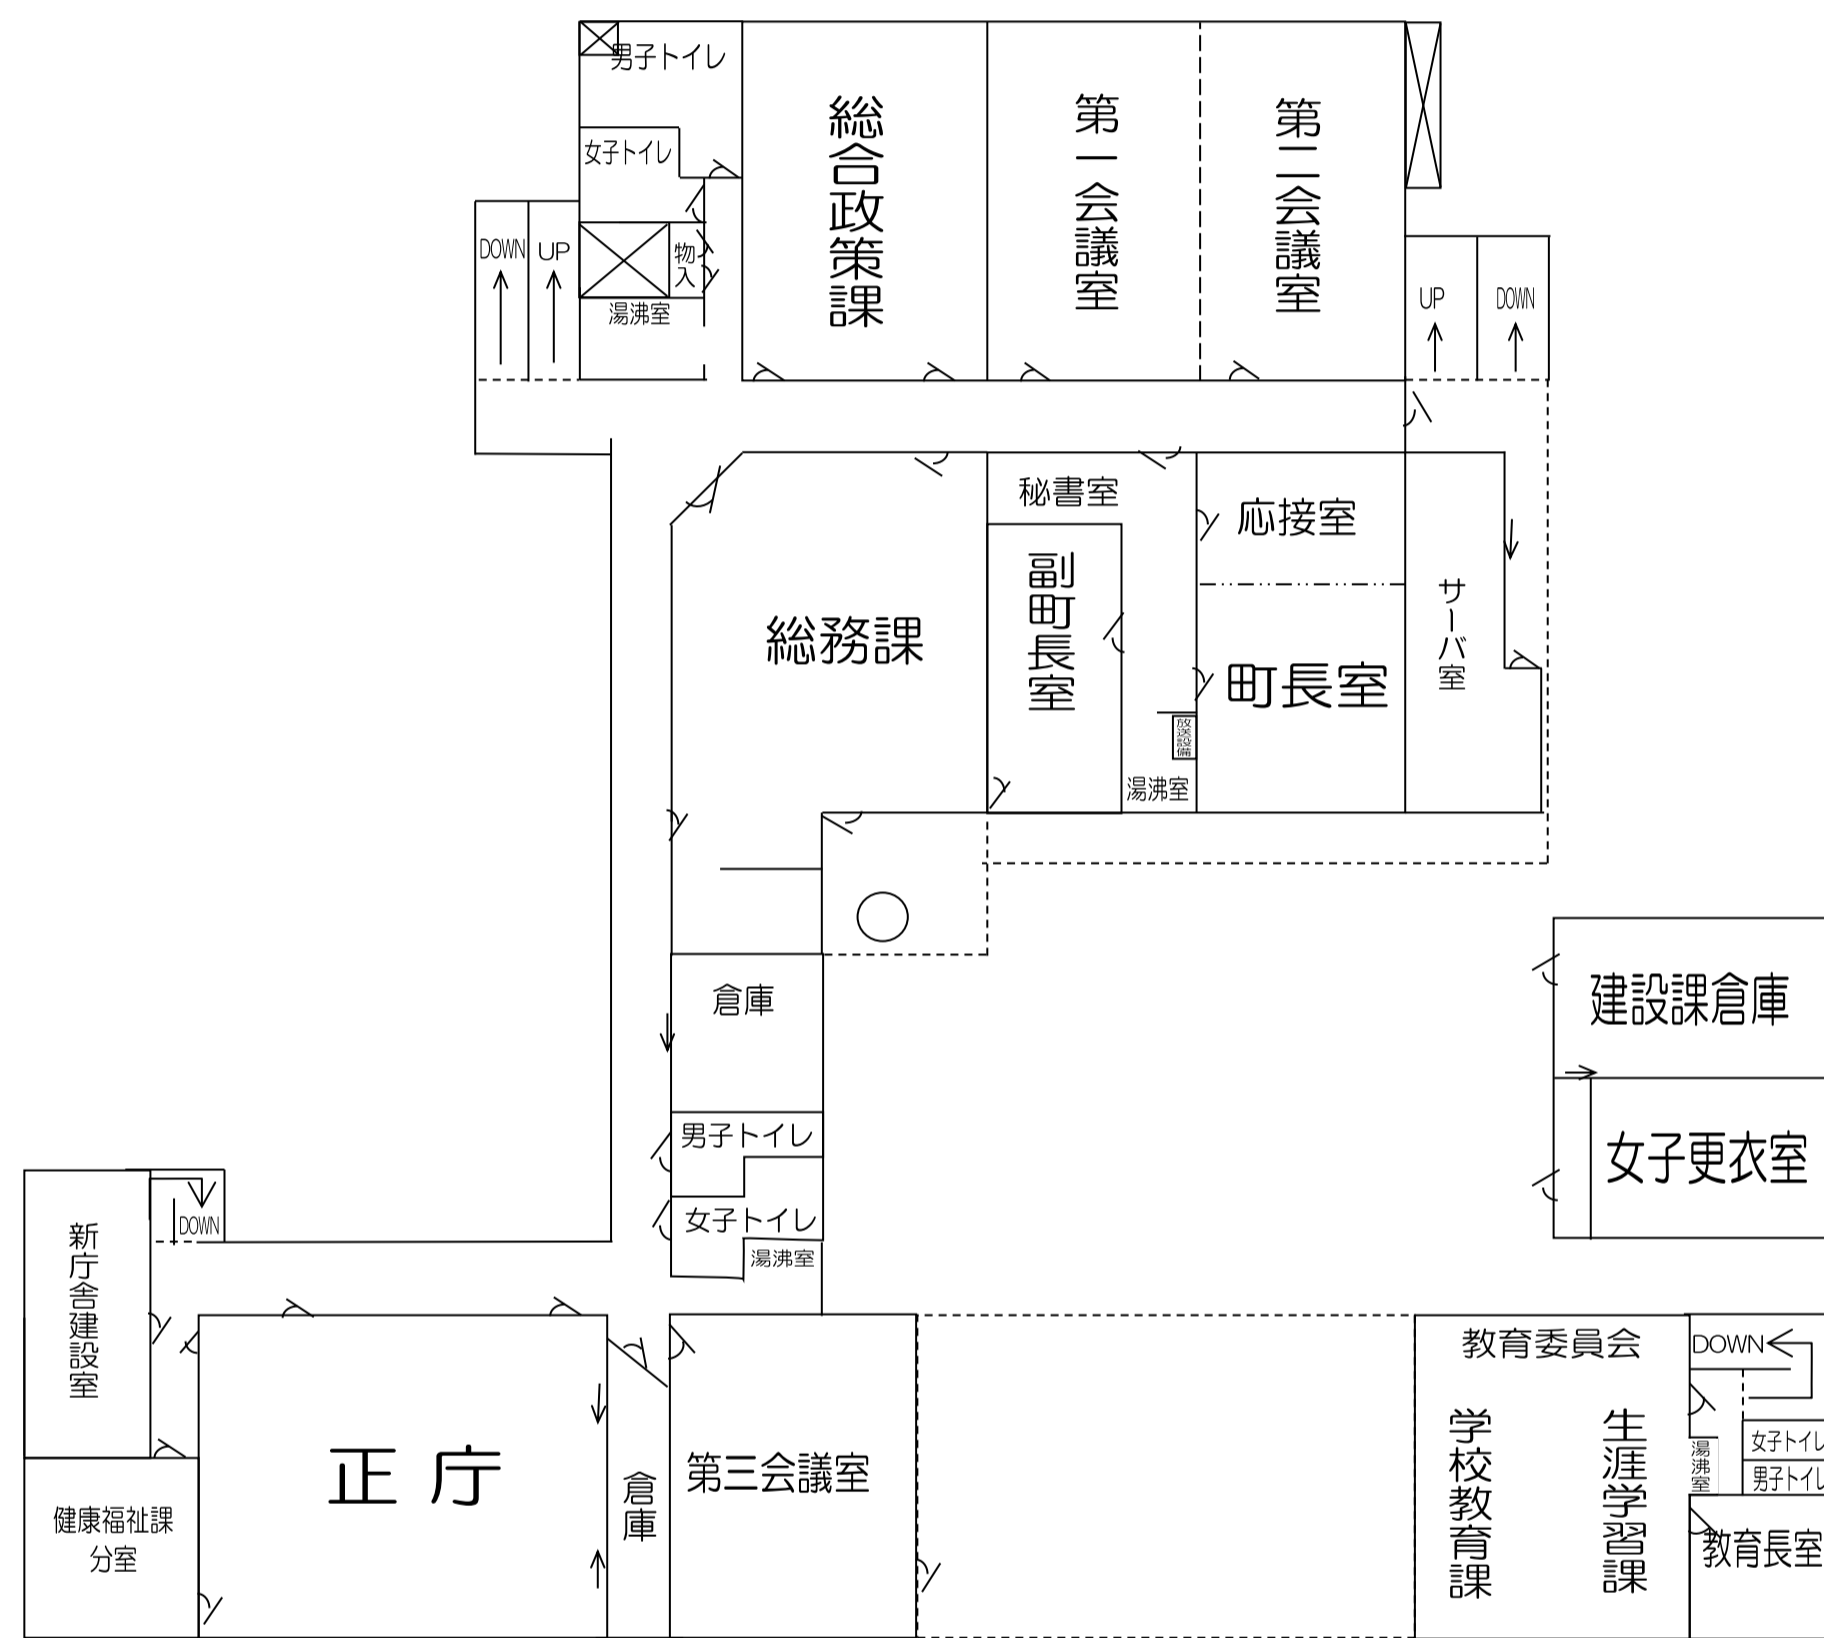 男子トイレ
女子トイレ
総合政策課
第一会議室
第二会議室
DOWN
UP
物入
湯沸室
UP
DOWN
秘書室
応接室
副町長室
総務課
サーバ室
町長室
放送設備
湯沸室
倉庫
建設課倉庫
男子トイレ
女子更衣室
女子トイレ
湯沸室
DOWN
新庁舎建設室
教育委員会
DOWN
学校教育課
生涯学習課
正庁
倉庫
第三会議室
湯沸室
女子トイレ
男子トイレ
健康福祉課
分室
教育長室